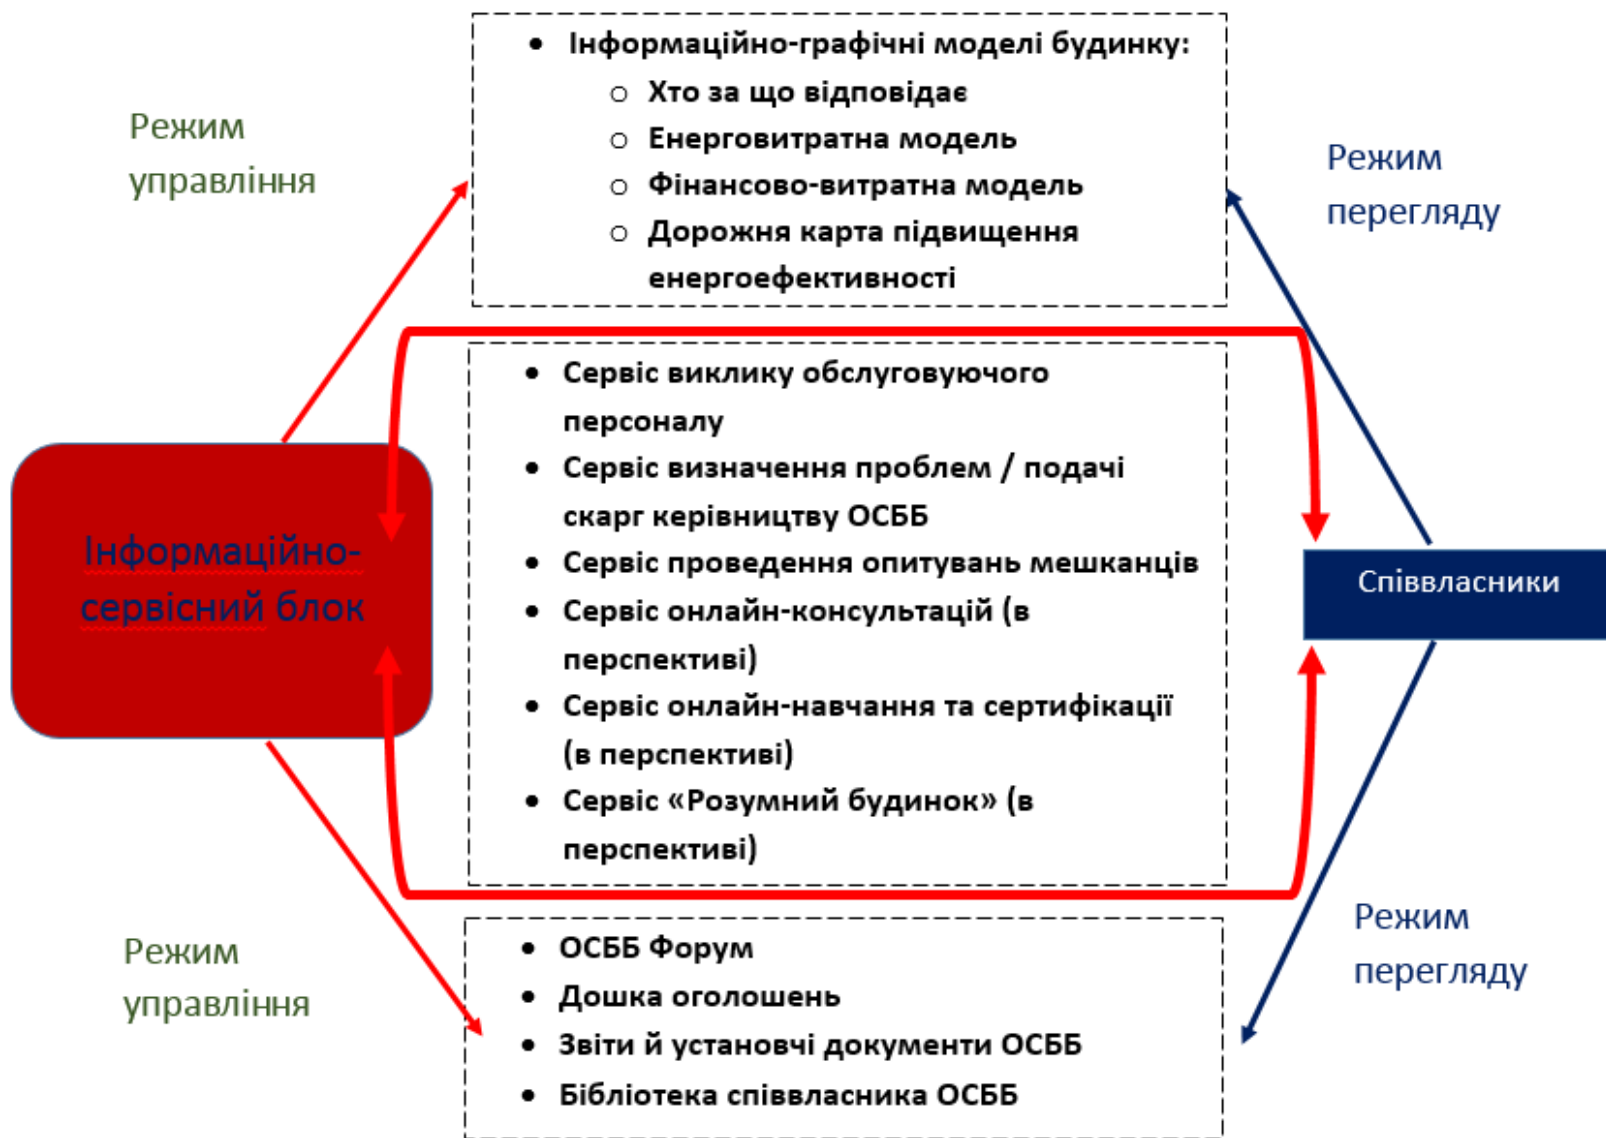 • Інформаційно-графічні моделі будинку:
o Хто за що відповідає
o Енерговитратна модель
o Фінансово-витратна модель
o Дорожня карта підвищення
енергоефективності
Режим
управління
Режим
перегляду
• Сервіс виклику обслуговуючого
персоналу
• Сервіс визначення проблем / подачі
скарг керівництву ОСББ
• Сервіс проведення опитувань мешканців
• Сервіс онлайн-консультацій (в
перспективі)
• Сервіс онлайн-навчання та сертифікації
(в перспективі)
• Сервіс «Розумний будинок» (в
перспективі)
Інформаційно-
сервісний блок
Співвласники
Режим
управління
Режим
перегляду
• ОСББ Форум
• Дошка оголошень
• Звіти й установчі документи ОСББ
• Бібліотека співвласника ОСББ